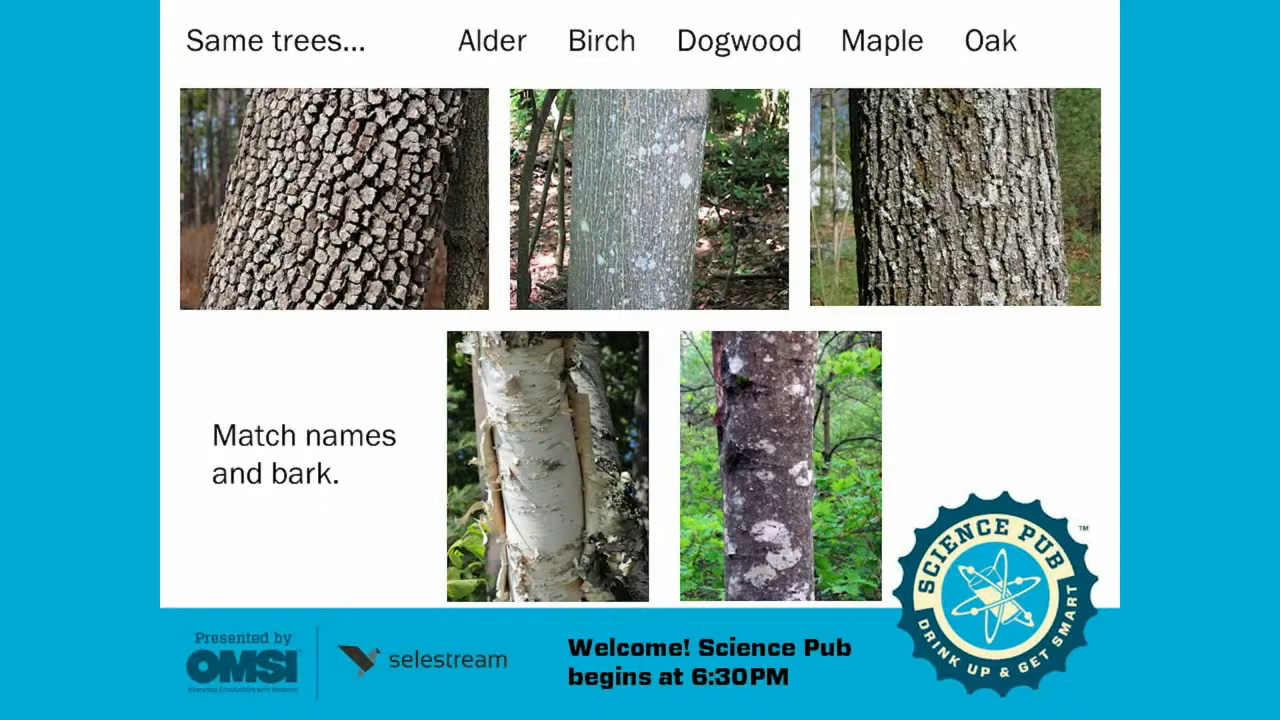 Same trees... Alder Birch Dogwood Maple Oak
Match names
and bark.
SCIENCE PUB
DRINK UP & GET SMART
TM
Presented by
OMSI
selestream
Welcome! Science Pub
begins at 6:30PM